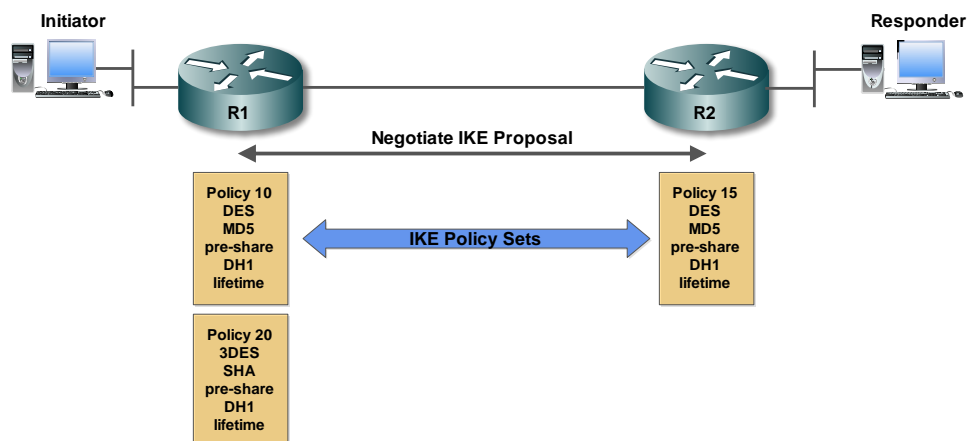 Initiator
Responder
R1
R2
Negotiate IKE Proposal
Policy 10
DES
MD5
pre-share
DH1
lifetime
IKE Policy Sets
Policy 15
DES
MD5
pre-share
DH1
lifetime
Policy 20
3DES
SHA
pre-share
DH1
lifetime